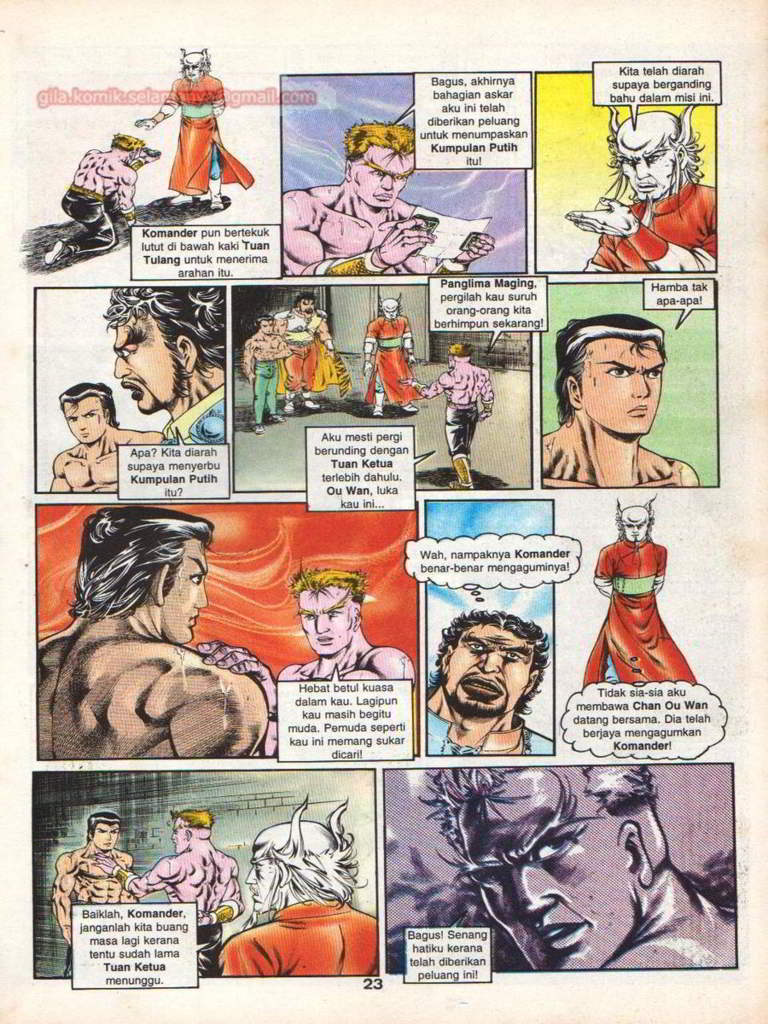 gila.komik.selamanya@gmail.com
Komander pun bertekuk
lutut di bawah kaki Tuan
Tulang untuk menerima
arahan itu.
Bagus, akhirnya
bahagian askar
aku ini telah
diberikan peluang
untuk menumpaskan
Kumpulan Putih
itu!
Kita telah diarah
supaya berganding
bahu dalam misi ini.
Apa? Kita diarah
supaya menyerbu
Kumpulan Putih
itu?
Panglima Maging,
pergilah kau suruh
orang-orang kita
berhimpun sekarang!
Aku mesti pergi
berunding dengan
Tuan Ketua
terlebih dahulu.
Ou Wan, luka
kau ini...
Hamba tak
apa-apa!
Hebat betul kuasa
dalam kau. Lagipun
kau masih begitu
muda. Pemuda seperti
kau ini memang sukar
dicari!
Wah, nampaknya Komander
benar-benar mengaguminya!
Tidak sia-sia aku
membawa Chan Ou Wan
datang bersama. Dia telah
berjaya mengagumkan
Komander!
Baiklah, Komander,
janganlah kita buang
masa lagi kerana
tentu sudah lama
Tuan Ketua
menunggu.
Bagus! Senang
hatiku kerana
telah diberikan
peluang ini!
23